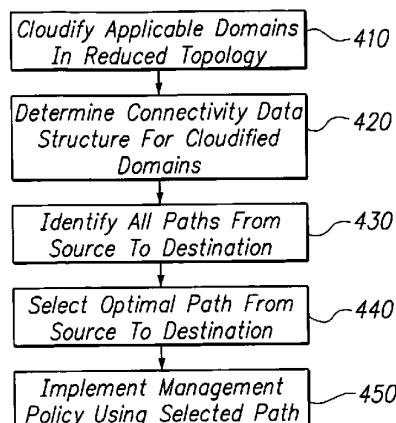 Cloudify Applicable Domains
In Reduced Topology
410
Determine Connectivity Data
Structure For Cloudified
Domains
420
Identify All Paths From
Source To Destination
430
Select Optimal Path From
Source To Destination
440
Implement Management
Policy Using Selected Path
450